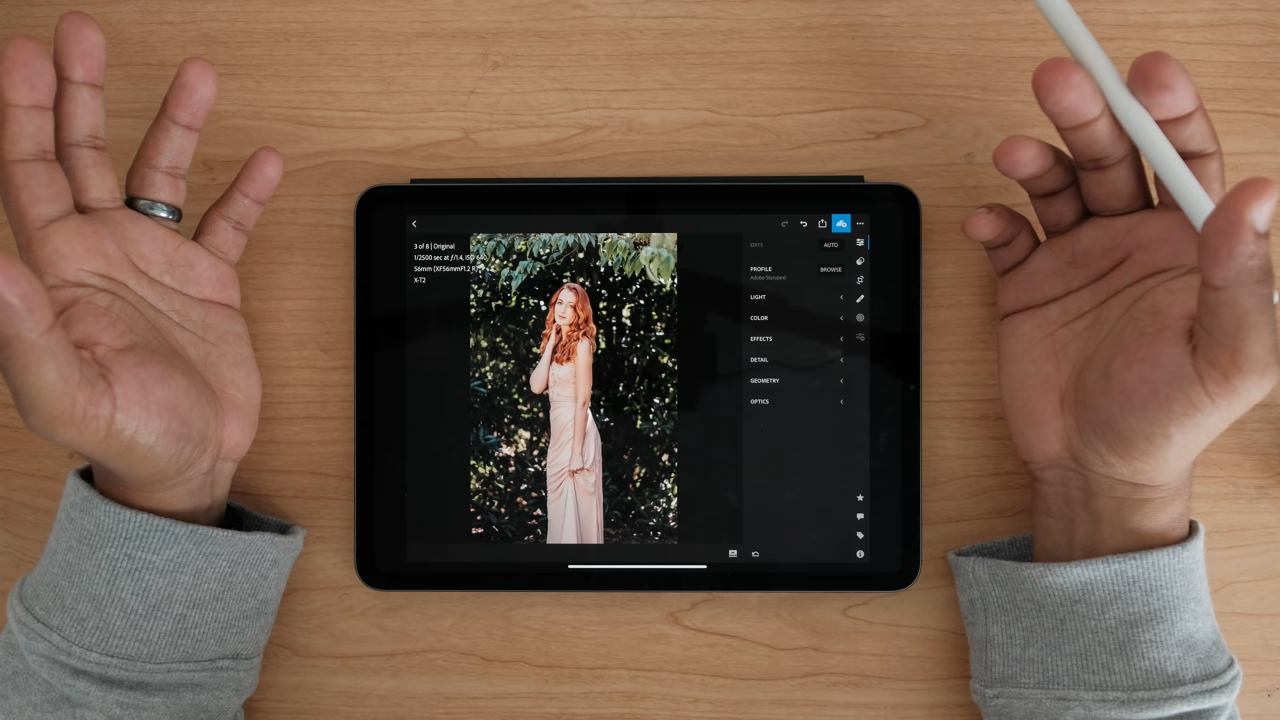 3 of 8 | Original
1/2500 sec at ƒ/1.4, ISO 640
56mm (XF56mmF1.2 R)
X-T2
EDITS
AUTO
PROFILE
BROWSE
Adobe Standard
LIGHT
COLOR
EFFECTS
DETAIL
GEOMETRY
OPTICS